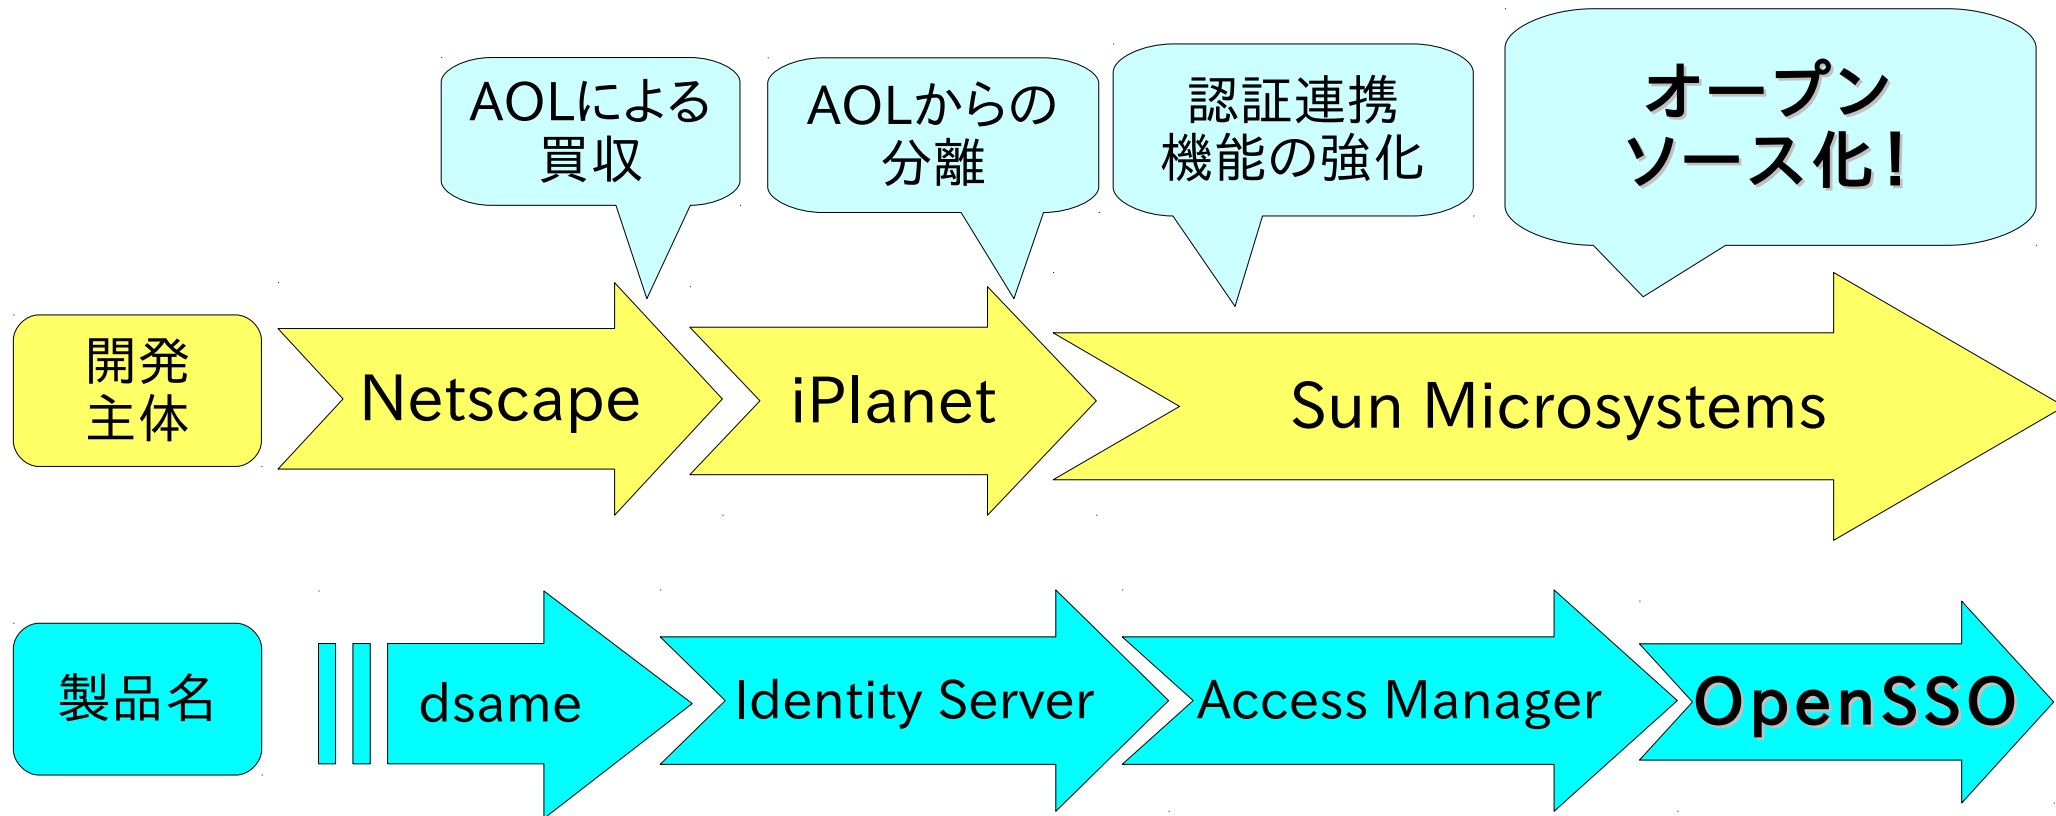 AOLによる
買収
AOLからの
分離
認証連携
機能の強化
オープン
ソース化!
開発
主体
Netscape
iPlanet
Sun Microsystems
製品名
dsame
Identity Server
Access Manager
OpenSSO